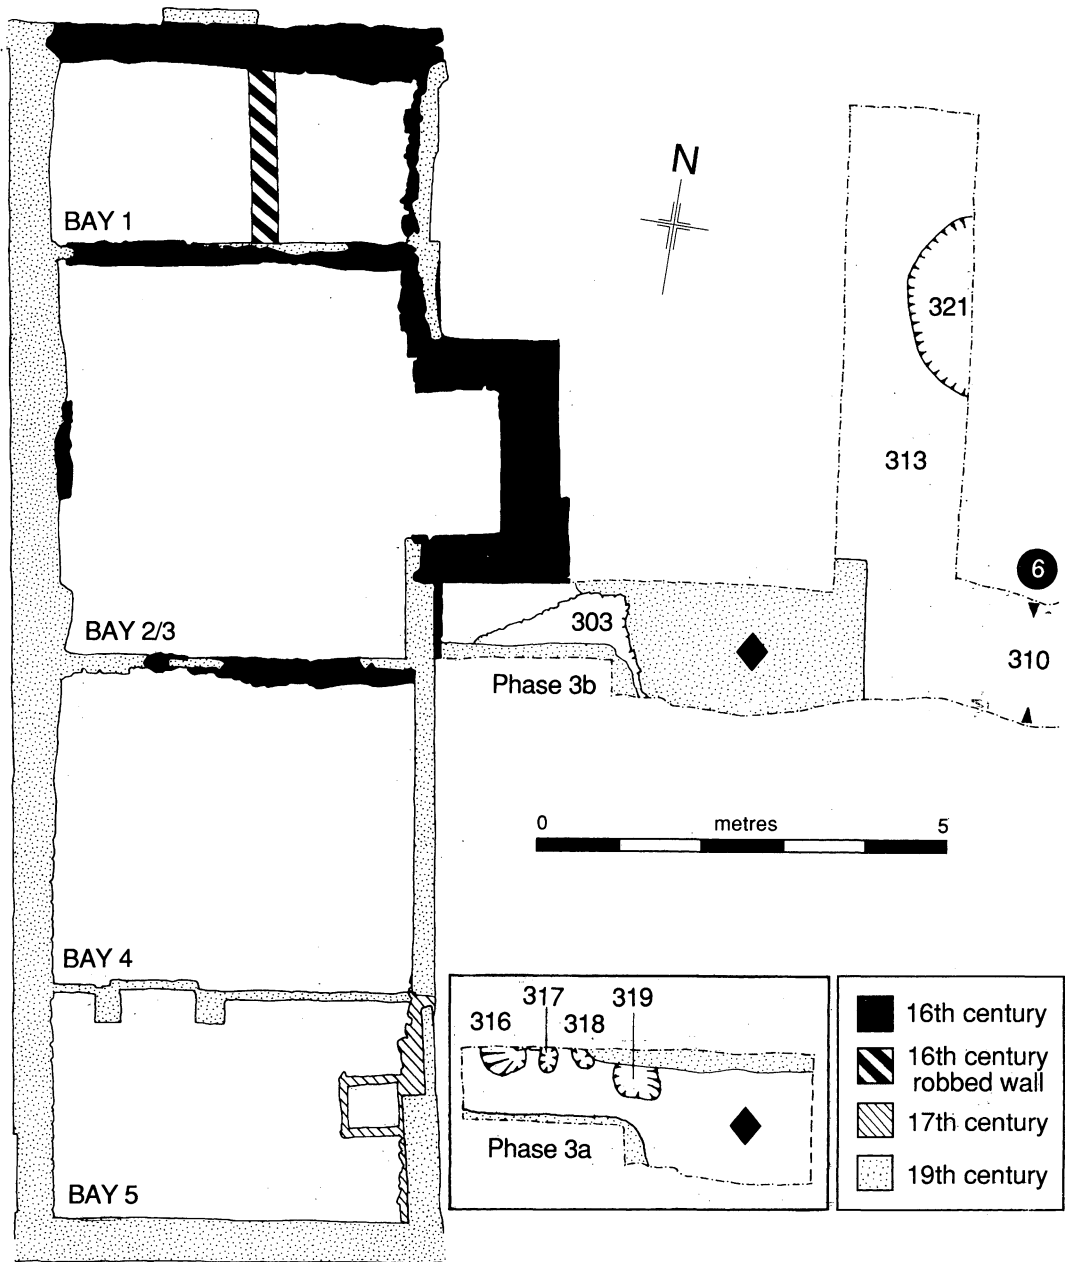 N
BAY 1
321
313
6
BAY 2/3
303
310
Phase 3b
0 metres 5
BAY 4
317 319
316 318
Phase 3a
BAY 5
16th century
16th century
robbed wall
17th century
19th century